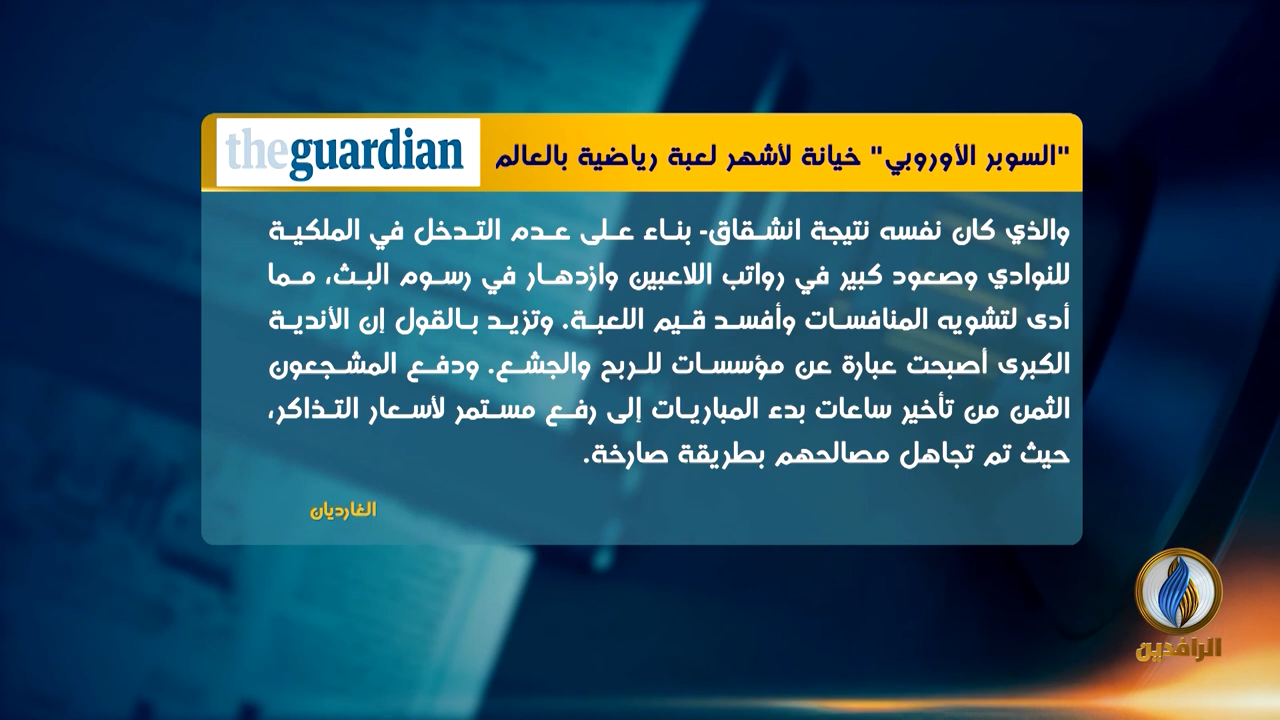 "السوبر الأوروبي" خيانة لأشهر لعبة رياضية بالعالم
theguardian
والذي كان نفسه نتيجة انشقاق- بناء على عدم التدخل في الملكية
للنوادي وصعود كبير في رواتب اللاعبين وازدهار في رسوم البث، مما
أدى لتشويه المنافسات وأفسد قيم اللعبة. وتزيد بالقول إن الأندية
الكبرى أصبحت عبارة عن مؤسسات للربح والجشع. ودفع المشجعون
الثمن من تأخير ساعات بدء المباريات إلى رفع مستمر لأسعار التذاكر،
حيث تم تجاهل مصالحهم بطريقة صارخة.
الغارديان
الرافدين